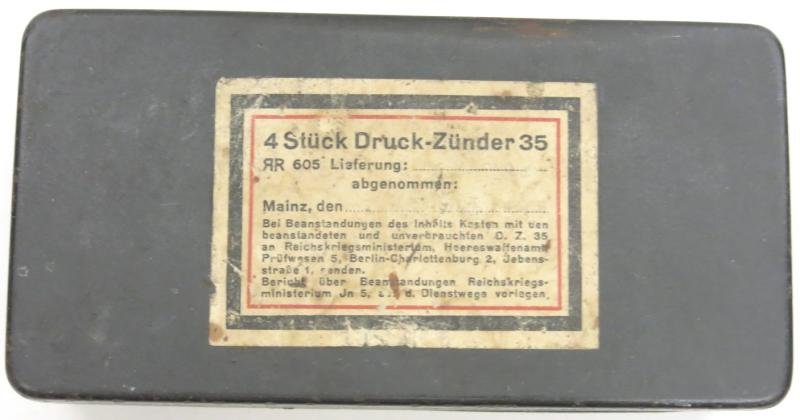 4 Stück Druck-Zünder 35
ЯR 605 Lieferung:
abgenommen:
Mainz, den
Bei Beanstandungen des Inhalts Kasten mit den
beanstandeten und unverbrauchten D. Z. 35
an Reichskriegsministerium, Heereswaffenamt
Prüfwesen 5, Berlin-Charlottenburg 2, Jebens-
straße 1, senden.
Bericht über Beanstandungen Reichskriegs-
ministerium Jn 5, d. Dienstwege vorlegen.